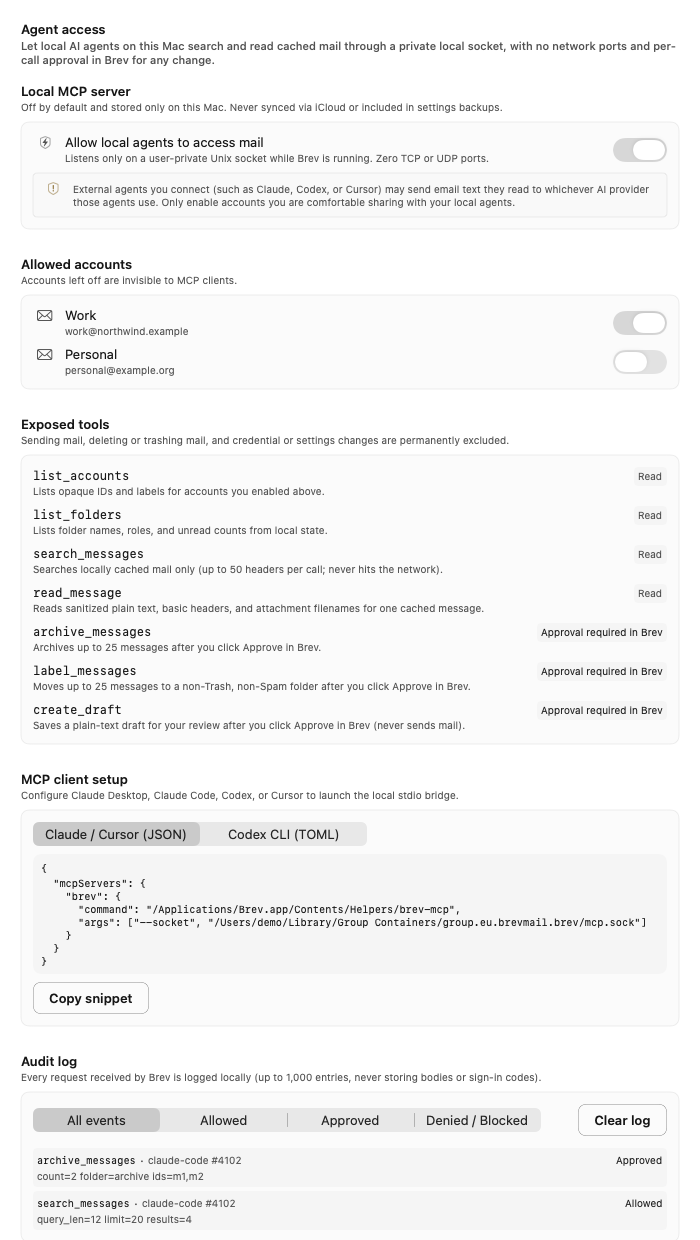 Agent access
Let local AI agents on this Mac search and read cached mail through a private local socket, with no network ports and per-
call approval in Brev for any change.
Local MCP server
Off by default and stored only on this Mac. Never synced via iCloud or included in settings backups.
Allow local agents to access mail
Listens only on a user-private Unix socket while Brev is running. Zero TCP or UDP ports.
External agents you connect (such as Claude, Codex, or Cursor) may send email text they read to whichever AI provider
those agents use. Only enable accounts you are comfortable sharing with your local agents.
Allowed accounts
Accounts left off are invisible to MCP clients.
Work
work@northwind.example
Personal
personal@example.org
Exposed tools
Sending mail, deleting or trashing mail, and credential or settings changes are permanently excluded.
list_accounts Read
Lists opaque IDs and labels for accounts you enabled above.
list_folders Read
Lists folder names, roles, and unread counts from local state.
search_messages Read
Searches locally cached mail only (up to 50 headers per call; never hits the network).
read_message Read
Reads sanitized plain text, basic headers, and attachment filenames for one cached message.
archive_messages Approval required in Brev
Archives up to 25 messages after you click Approve in Brev.
label_messages Approval required in Brev
Moves up to 25 messages to a non-Trash, non-Spam folder after you click Approve in Brev.
create_draft Approval required in Brev
Saves a plain-text draft for your review after you click Approve in Brev (never sends mail).
MCP client setup
Configure Claude Desktop, Claude Code, Codex, or Cursor to launch the local stdio bridge.
Claude / Cursor (JSON) Codex CLI (TOML)
{
  "mcpServers": {
    "brev": {
      "command": "/Applications/Brev.app/Contents/Helpers/brev-mcp",
      "args": ["--socket", "/Users/demo/Library/Group Containers/group.eu.brevmail.brev/mcp.sock"]
    }
  }
}
Copy snippet
Audit log
Every request received by Brev is logged locally (up to 1,000 entries, never storing bodies or sign-in codes).
All events Allowed Approved Denied / Blocked Clear log
archive_messages · claude-code #4102 Approved
count=2 folder=archive ids=m1,m2
search_messages · claude-code #4102 Allowed
query_len=12 limit=20 results=4